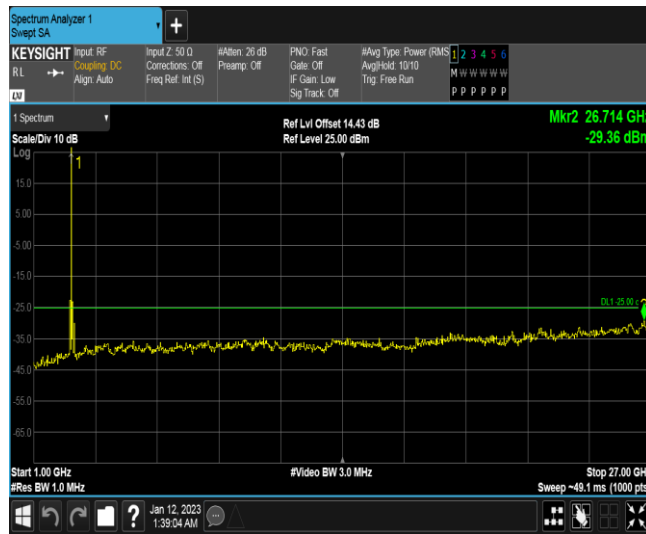 Spectrum Analyzer 1
Swept SA
KEYSIGHT
RL
LXI
Input: RF
Coupling: DC
Align: Auto
Input Z: 50 Ω
Corrections: Off
Freq Ref: Int (S)
#Atten: 26 dB
Preamp: Off
PNO: Fast
Gate: Off
IF Gain: Low
Sig Track: Off
#Avg Type: Power (RMS
Avg|Hold: 10/10
Trig: Free Run
1 2 3 4 5 6
M W W W W W
P P P P P P
1 Spectrum
Scale/Div 10 dB
Log
Ref Lvl Offset 14.43 dB
Ref Level 25.00 dBm
Mkr2 26.714 GH
-29.36 dBn
1
15.0
5.00
-5.00
-15.0
-25.0
DL1 -25.00 c
-35.0
-45.0
-55.0
-65.0
Start 1.00 GHz
#Res BW 1.0 MHz
#Video BW 3.0 MHz
Stop 27.00 GH
Sweep ~49.1 ms (1000 pts
?
Jan 12, 2023
1:39:04 AM